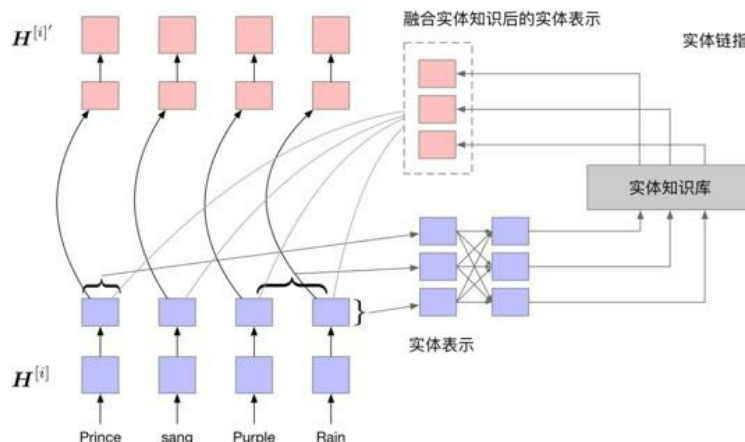 H^[i]′
融合实体知识后的实体表示
实体链指
实体知识库
实体表示
H^[i]
Prince sang Purple Rain